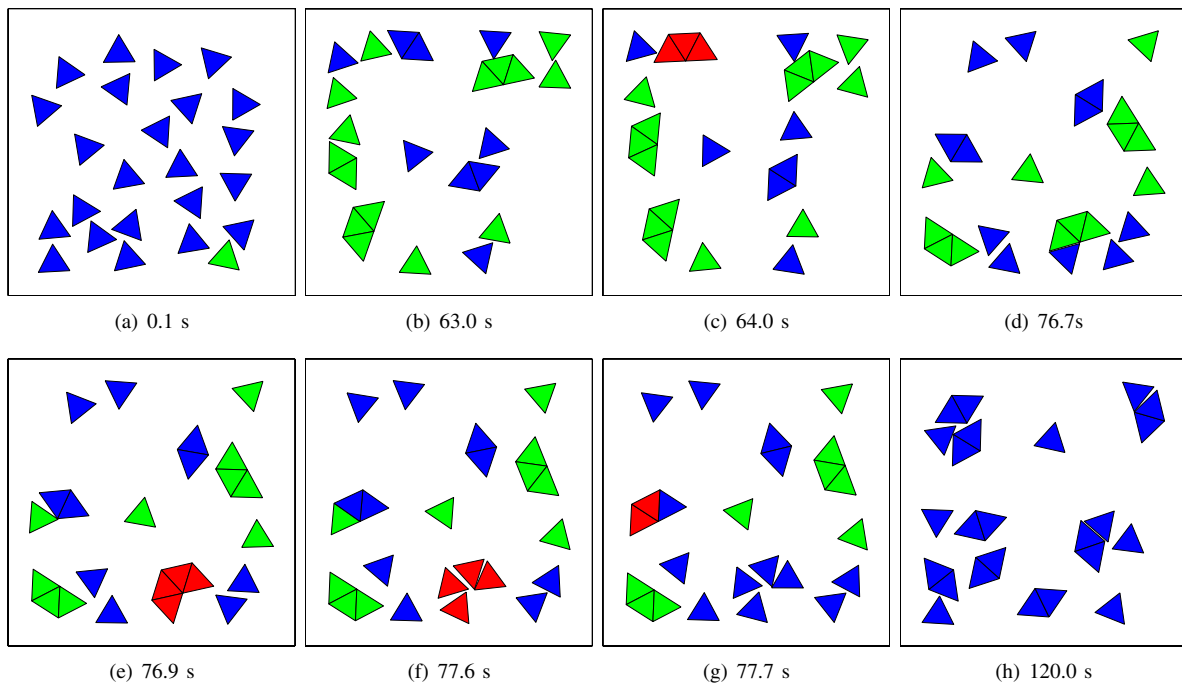 (a) 0.1 s
(b) 63.0 s
(c) 64.0 s
(d) 76.7s
(e) 76.9 s
(f) 77.6 s
(g) 77.7 s
(h) 120.0 s